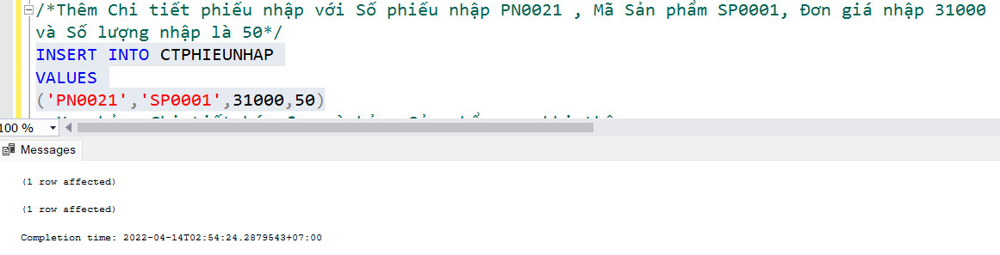 /*Thêm Chi tiết phiếu nhập với Số phiếu nhập PN0021 , Mã Sản phẩm SP0001, Đơn giá nhập 31000
và Số lượng nhập là 50*/
INSERT INTO CTPHIEUNHAP
VALUES
('PN0021','SP0001',31000,50)
100 %
Messages
(1 row affected)
(1 row affected)
Completion time: 2022-04-14T02:54:24.2879543+07:00